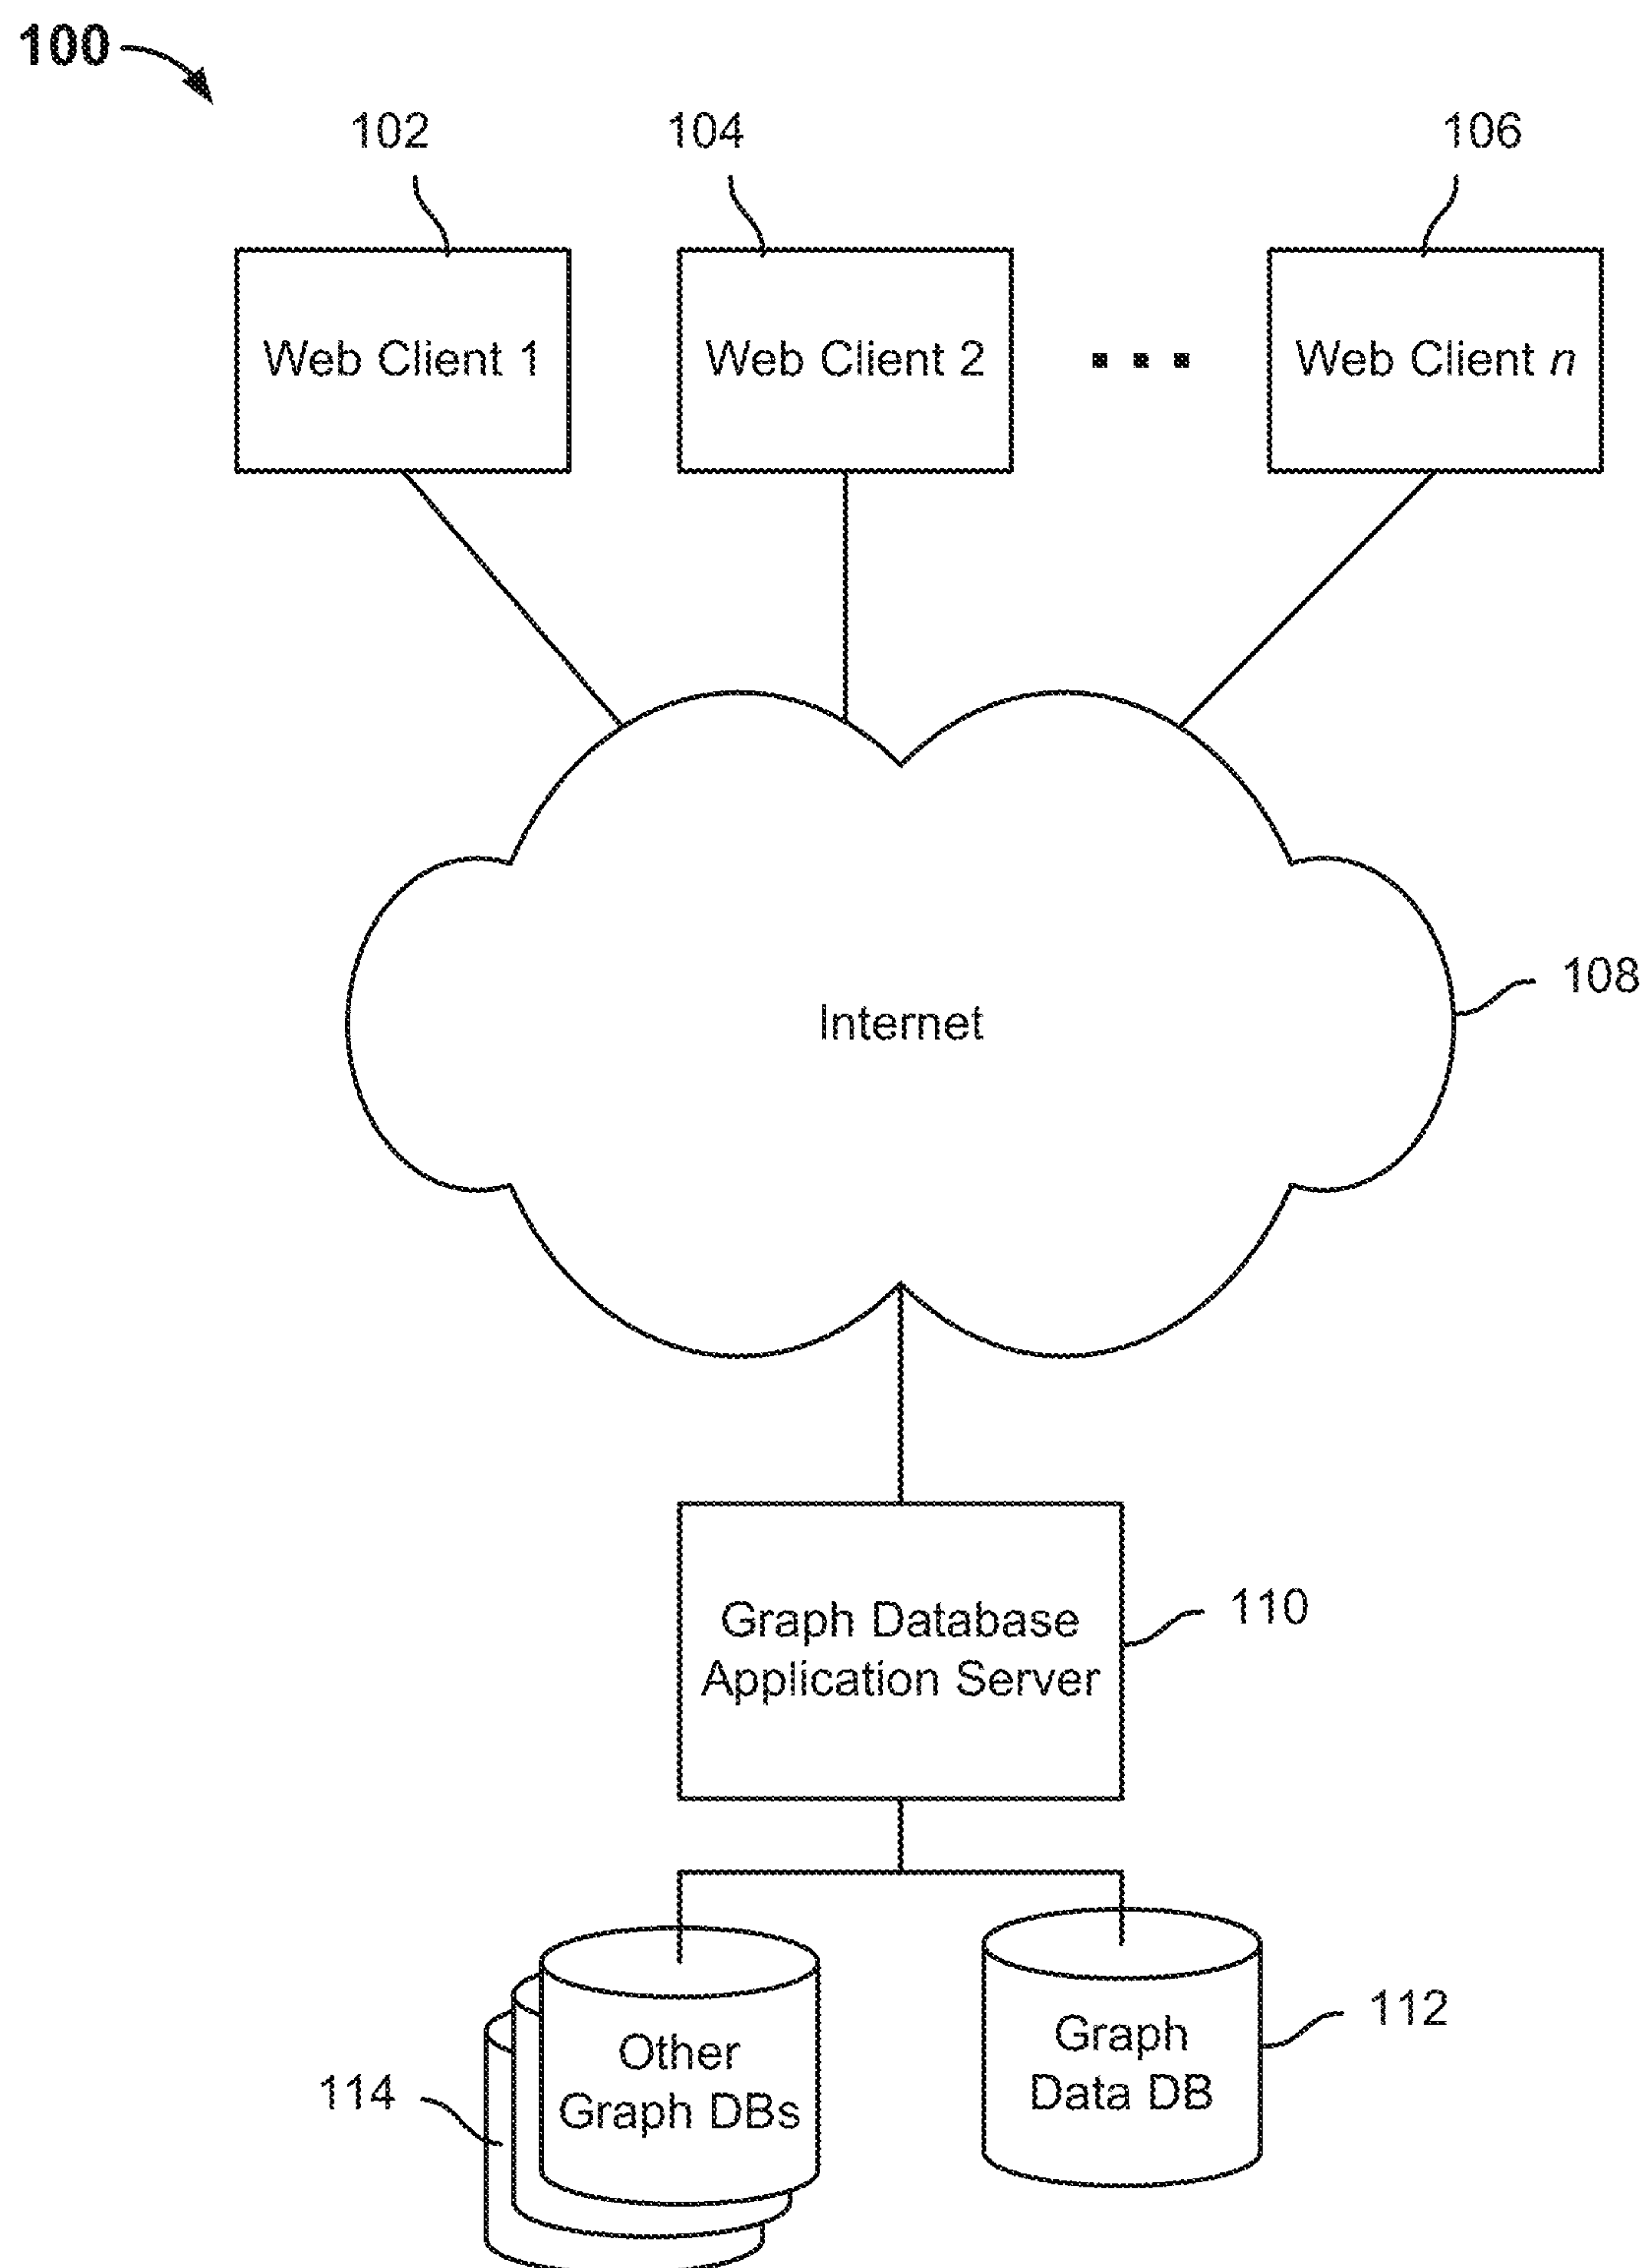 100
102
104
106
Web Client 1
Web Client 2
Web Client n
108
Internet
110
Graph Database
Application Server
112
Graph
Data DB
Other
Graph DBs
114